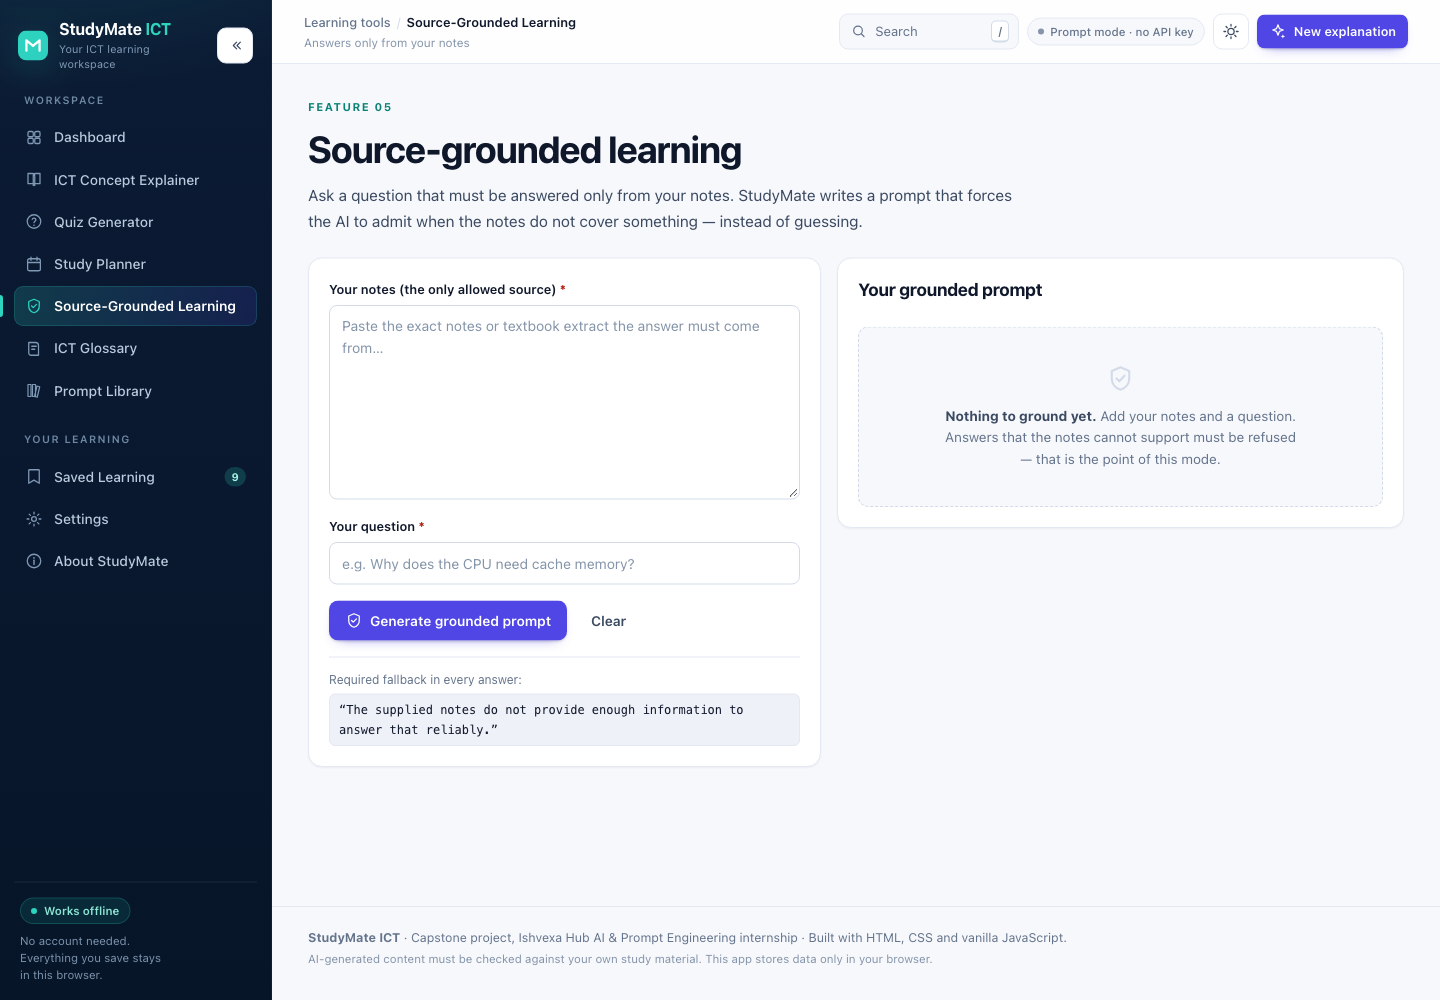 StudyMate ICT
Your ICT learning
workspace
WORKSPACE
Dashboard
ICT Concept Explainer
Quiz Generator
Study Planner
Source-Grounded Learning
ICT Glossary
Prompt Library
YOUR LEARNING
Saved Learning 9
Settings
About StudyMate
Works offline
No account needed.
Everything you save stays
in this browser.
Learning tools / Source-Grounded Learning
Answers only from your notes
Search /
Prompt mode · no API key
New explanation
FEATURE 05
Source-grounded learning
Ask a question that must be answered only from your notes. StudyMate writes a prompt that forces
the AI to admit when the notes do not cover something — instead of guessing.
Your notes (the only allowed source) *
Paste the exact notes or textbook extract the answer must come
from...
Your question *
e.g. Why does the CPU need cache memory?
Generate grounded prompt
Clear
Required fallback in every answer:
“The supplied notes do not provide enough information to
answer that reliably.”
Your grounded prompt
Nothing to ground yet. Add your notes and a question.
Answers that the notes cannot support must be refused
— that is the point of this mode.
StudyMate ICT · Capstone project, Ishvexa Hub AI & Prompt Engineering internship · Built with HTML, CSS and vanilla JavaScript.
AI-generated content must be checked against your own study material. This app stores data only in your browser.